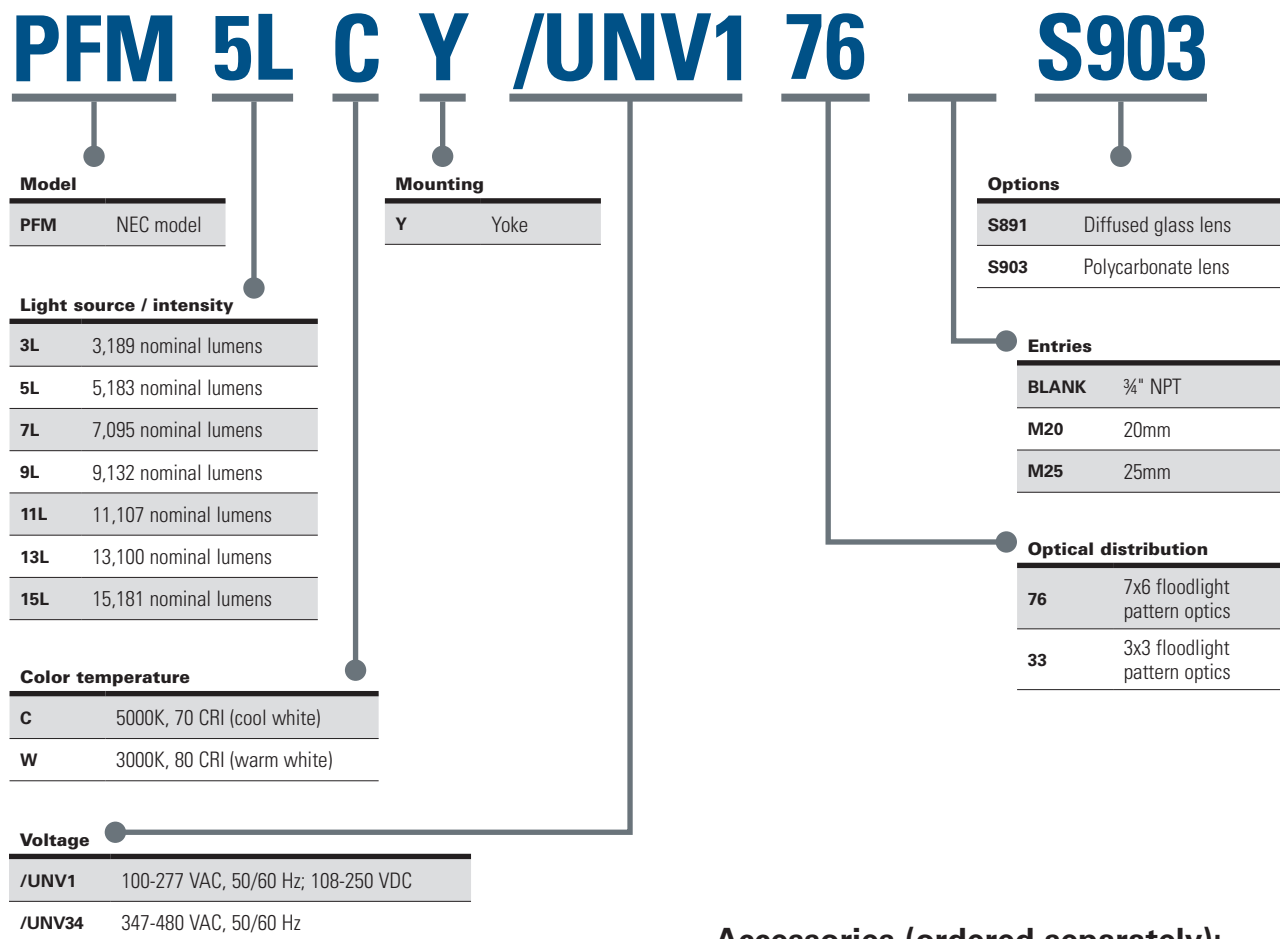 PFM 5L C Y /UNV1 76 S903
Model
PFM NEC model
Mounting
Y Yoke
Options
S891 Diffused glass lens
S903 Polycarbonate lens
Light source / intensity
3L 3,189 nominal lumens
5L 5,183 nominal lumens
7L 7,095 nominal lumens
9L 9,132 nominal lumens
11L 11,107 nominal lumens
13L 13,100 nominal lumens
15L 15,181 nominal lumens
Entries
BLANK ¾" NPT
M20 20mm
M25 25mm
Optical distribution
76 7x6 floodlight
pattern optics
33 3x3 floodlight
pattern optics
Color temperature
C 5000K, 70 CRI (cool white)
W 3000K, 80 CRI (warm white)
Voltage
/UNV1 100-277 VAC, 50/60 Hz; 108-250 VDC
/UNV34 347-480 VAC, 50/60 Hz
Accessories (ordered separately):